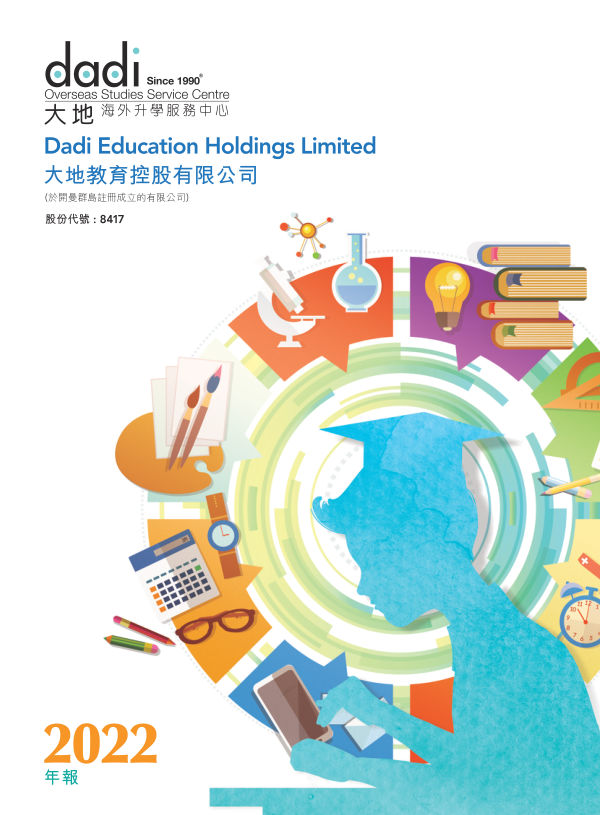 dadi Since 1990®
Overseas Studies Service Centre
大地 海外升學服務中心
Dadi Education Holdings Limited
大地教育控股有限公司
(於開曼群島註冊成立的有限公司)
股份代號：8417
2022
年報